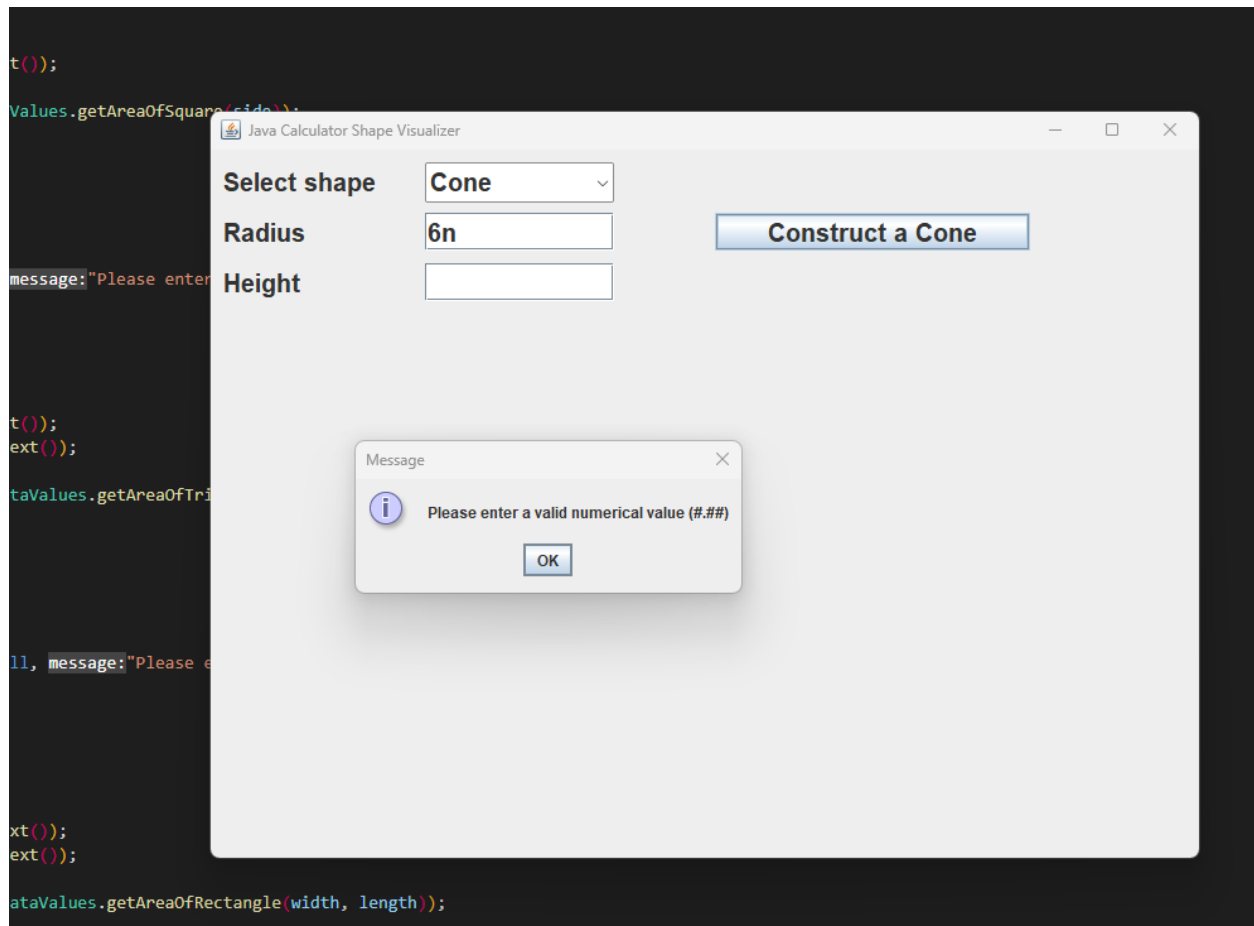 t());
Values.getAreaOfSquare(side));
Java Calculator Shape Visualizer
Select shape
Cone
Radius
6n
Construct a Cone
message:"Please enter
Height
t());
ext());
Message
taValues.getAreaOfTri
Please enter a valid numerical value (#.##)
OK
ll, message:"Please e
xt());
ext());
ataValues.getAreaOfRectangle(width, length));